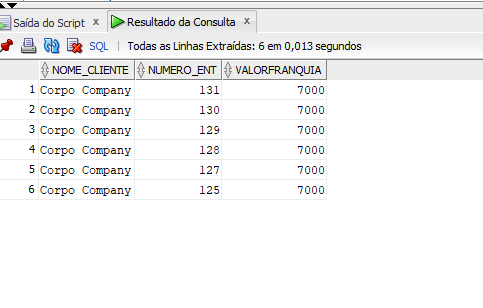 Saída do Script × Resultado da Consulta ×
SQL | Todas as Linhas Extraídas: 6 em 0,013 segundos
NOME_CLIENTE NUMERO_ENT VALORFRANQUIA
1 Corpo Company 131 7000
2 Corpo Company 130 7000
3 Corpo Company 129 7000
4 Corpo Company 128 7000
5 Corpo Company 127 7000
6 Corpo Company 125 7000